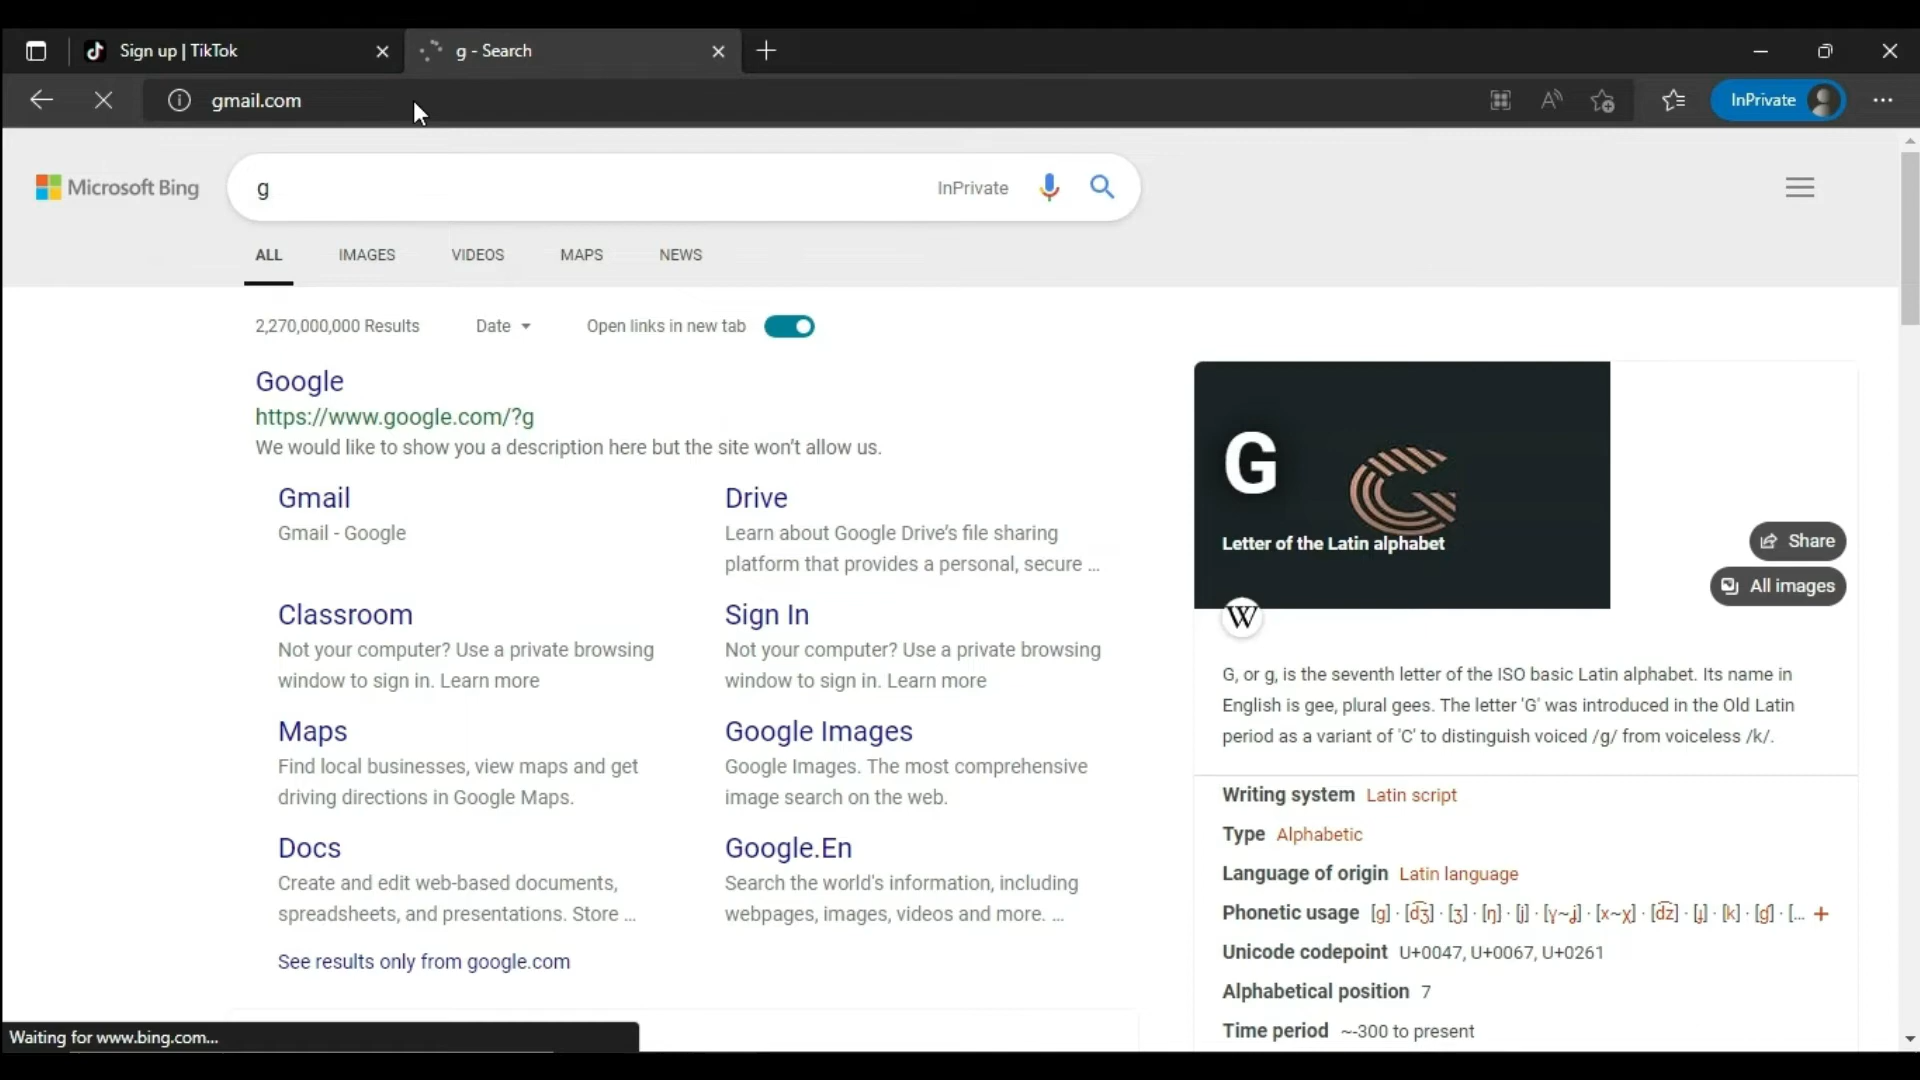 Sign up | TikTok
g - Search
gmail.com
InPrivate
Microsoft Bing
g
InPrivate
ALL IMAGES VIDEOS MAPS NEWS
2,270,000,000 Results Date Open links in new tab
Google
https://www.google.com/?g
We would like to show you a description here but the site won't allow us.
Gmail
Gmail - Google
Drive
Learn about Google Drive's file sharing
platform that provides a personal, secure ...
Classroom
Not your computer? Use a private browsing
window to sign in. Learn more
Sign In
Not your computer? Use a private browsing
window to sign in. Learn more
Maps
Find local businesses, view maps and get
driving directions in Google Maps.
Google Images
Google Images. The most comprehensive
image search on the web.
Docs
Create and edit web-based documents,
spreadsheets, and presentations. Store ...
Google.En
Search the world's information, including
webpages, images, videos and more. ...
See results only from google.com
G
Letter of the Latin alphabet
Share
All images
W
G, or g, is the seventh letter of the ISO basic Latin alphabet. Its name in
English is gee, plural gees. The letter 'G' was introduced in the Old Latin
period as a variant of 'C' to distinguish voiced /g/ from voiceless /k/.
Writing system Latin script
Type Alphabetic
Language of origin Latin language
Phonetic usage [g] · [d͡ʒ] · [ʒ] · [ŋ] · [j] · [ɣ~ʝ] · [x~χ] · [d͡z] · [ɟ] · [k] · [ɠ] · [... +
Unicode codepoint U+0047, U+0067, U+0261
Alphabetical position 7
Time period ~-300 to present
Waiting for www.bing.com...